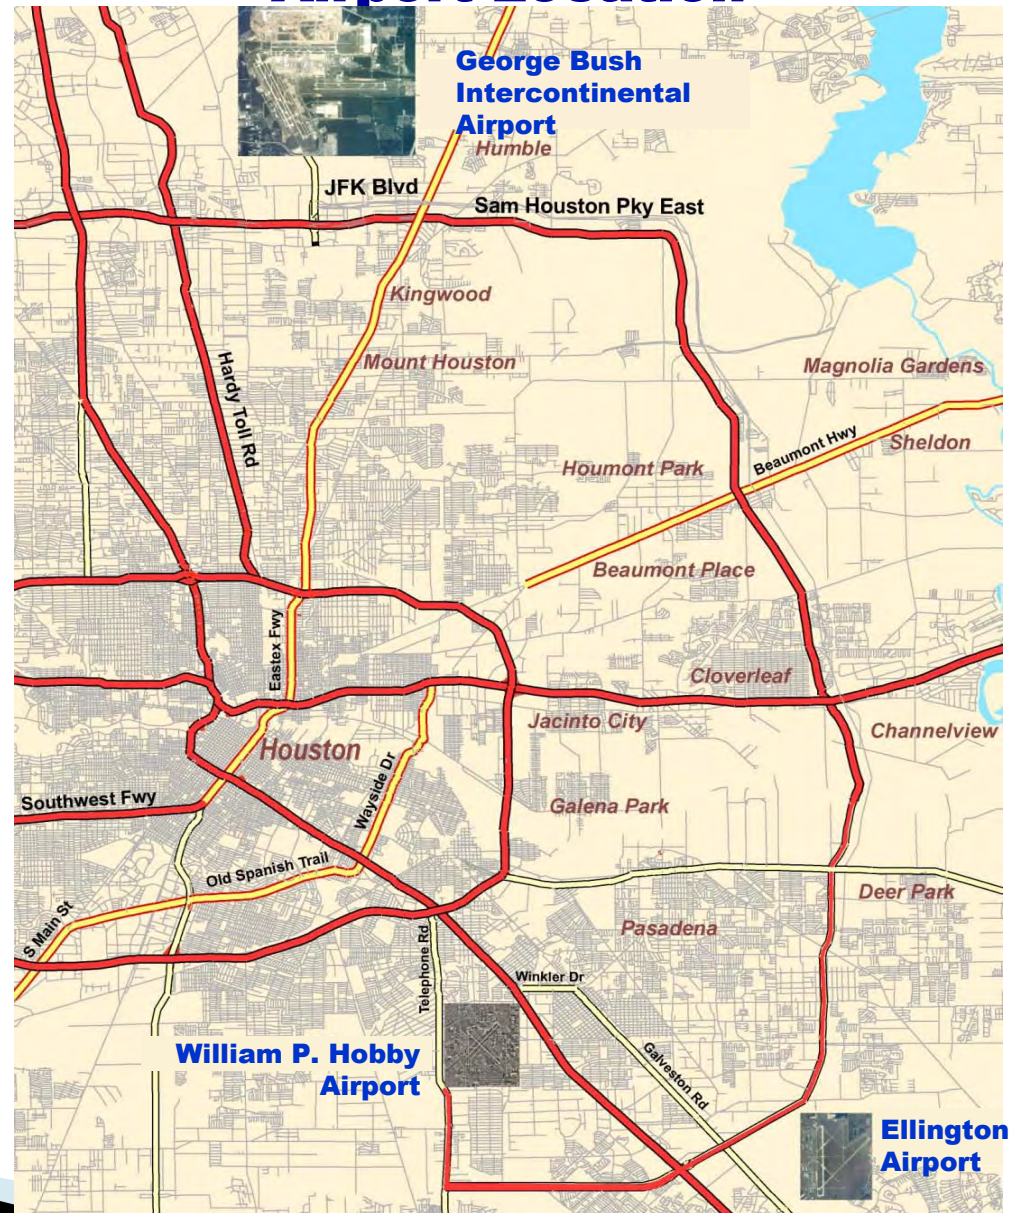 Airport Location
George Bush
Intercontinental
Airport
Humble
JFK Blvd
Sam Houston Pky East
Kingwood
Mount Houston
Hardy Toll Rd
Magnolia Gardens
Beaumont Hwy
Sheldon
Houmont Park
Beaumont Place
Eastex Fwy
Cloverleaf
Jacinto City
Channelview
Houston
Wayside Dr
Southwest Fwy
Galena Park
Old Spanish Trail
Deer Park
S Main St
Pasadena
Telephone Rd
Winkler Dr
William P. Hobby
Airport
Galveston Rd
Ellington
Airport